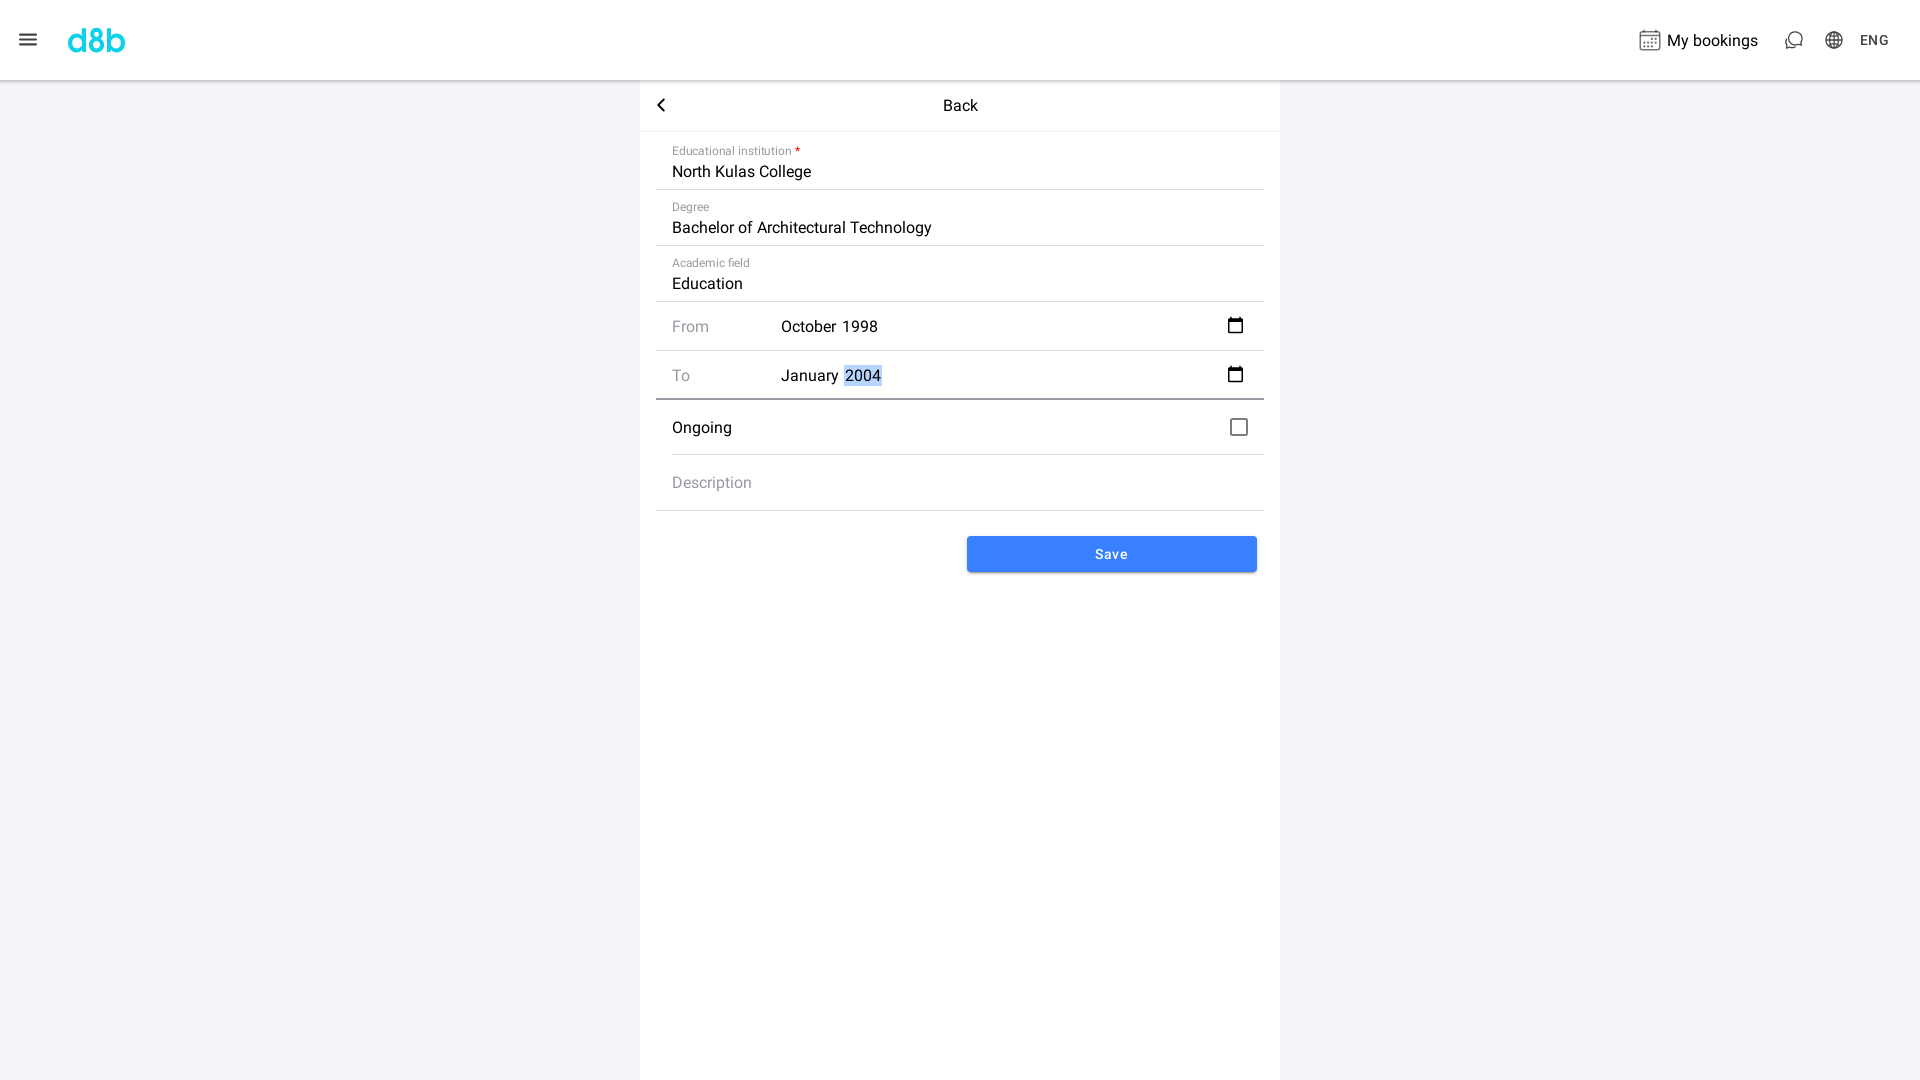 d8b
My bookings
ENG
Back
Educational institution *
North Kulas College
Degree
Bachelor of Architectural Technology
Academic field
Education
From October 1998
To January 2004
Ongoing
Description
Save